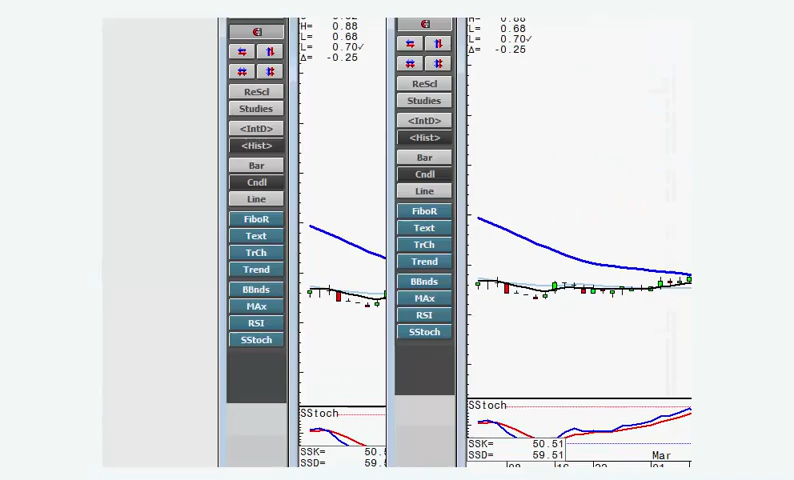 H= 0.88
L= 0.68
L= 0.70✓
Δ= -0.25
ReScl
Studies
<IntD>
<Hist>
Bar
Cndl
Line
FiboR
Text
TrCh
Trend
BBnds
MAx
RSI
SStoch
SStoch
SSK= 50.5
SSD= 59.5
H= 0.88
L= 0.68
L= 0.70✓
Δ= -0.25
ReScl
Studies
<IntD>
<Hist>
Bar
Cndl
Line
FiboR
Text
TrCh
Trend
BBnds
MAx
RSI
SStoch
SStoch
SSK= 50.51
SSD= 59.51
Mar